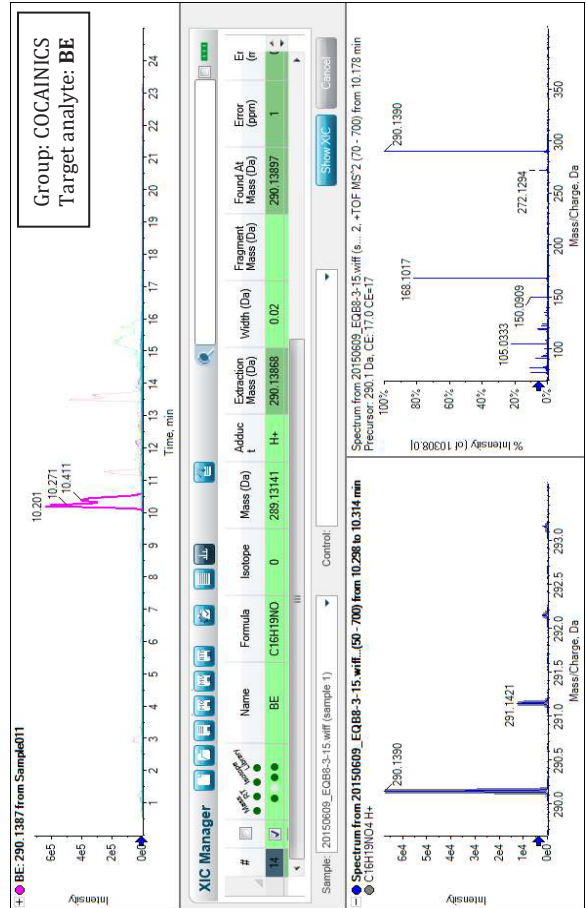 Group: COCAINICS
Target analyte: BE
BE: 290.1387 from Sample011
Intensity
6e5
4e5
2e5
0e0
10.201
10.271
10.411
1 2 3 4 5 6 7 8 9 10 11 12 13 14 15 16 17 18 19 20 21 22 23 24
Time, min
XIC Manager
# Mass RT Isotope Library Name Formula Isotope Mass (Da) Adduc t Extraction Mass (Da) Width (Da) Fragment Mass (Da) Found At Mass (Da) Error (ppm)
14 BE C16H19NO 0 289.13141 H+ 290.13868 0.02 290.13897 1
Sample: 20150609_EQB8-3-15.wiff (sample 1) Control: Show XIC Cancel
Spectrum from 20150609_EQB8-3-15.wiff...(50 - 700) from 10.298 to 10.314 min
C16H19NO4 H+
Intensity
6e4
4e4
2e4
0e0
290.1390
291.1421
290.0 290.5 291.0 291.5 292.0 292.5 293.0
Mass/Charge, Da
Spectrum from 20150609_EQB8-3-15.wiff (s... 2, +TOF MS^2 (70 - 700) from 10.178 min
Precursor: 290.1 Da, CE: 17.0 CE=17
% Intensity (of 10308.0)
100%
80%
60%
40%
20%
0%
105.0333
150.0909
168.1017
272.1294
290.1390
100 150 200 250 300 350
Mass/Charge, Da